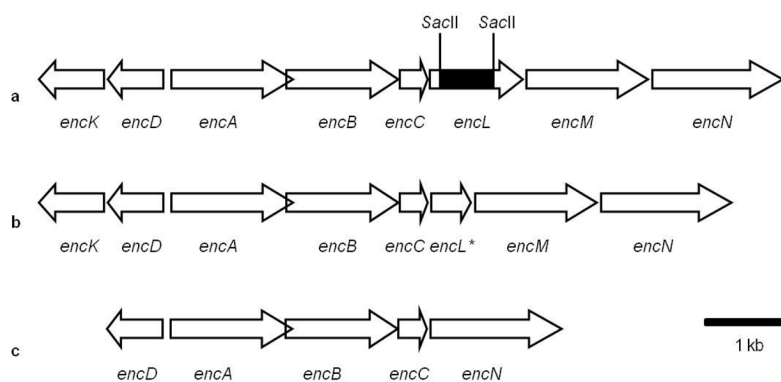 SacII SacII
a
encK encD encA encB encC encL encM encN
b
encK encD encA encB encC encL* encM encN
1 kb
c
encD encA encB encC encN